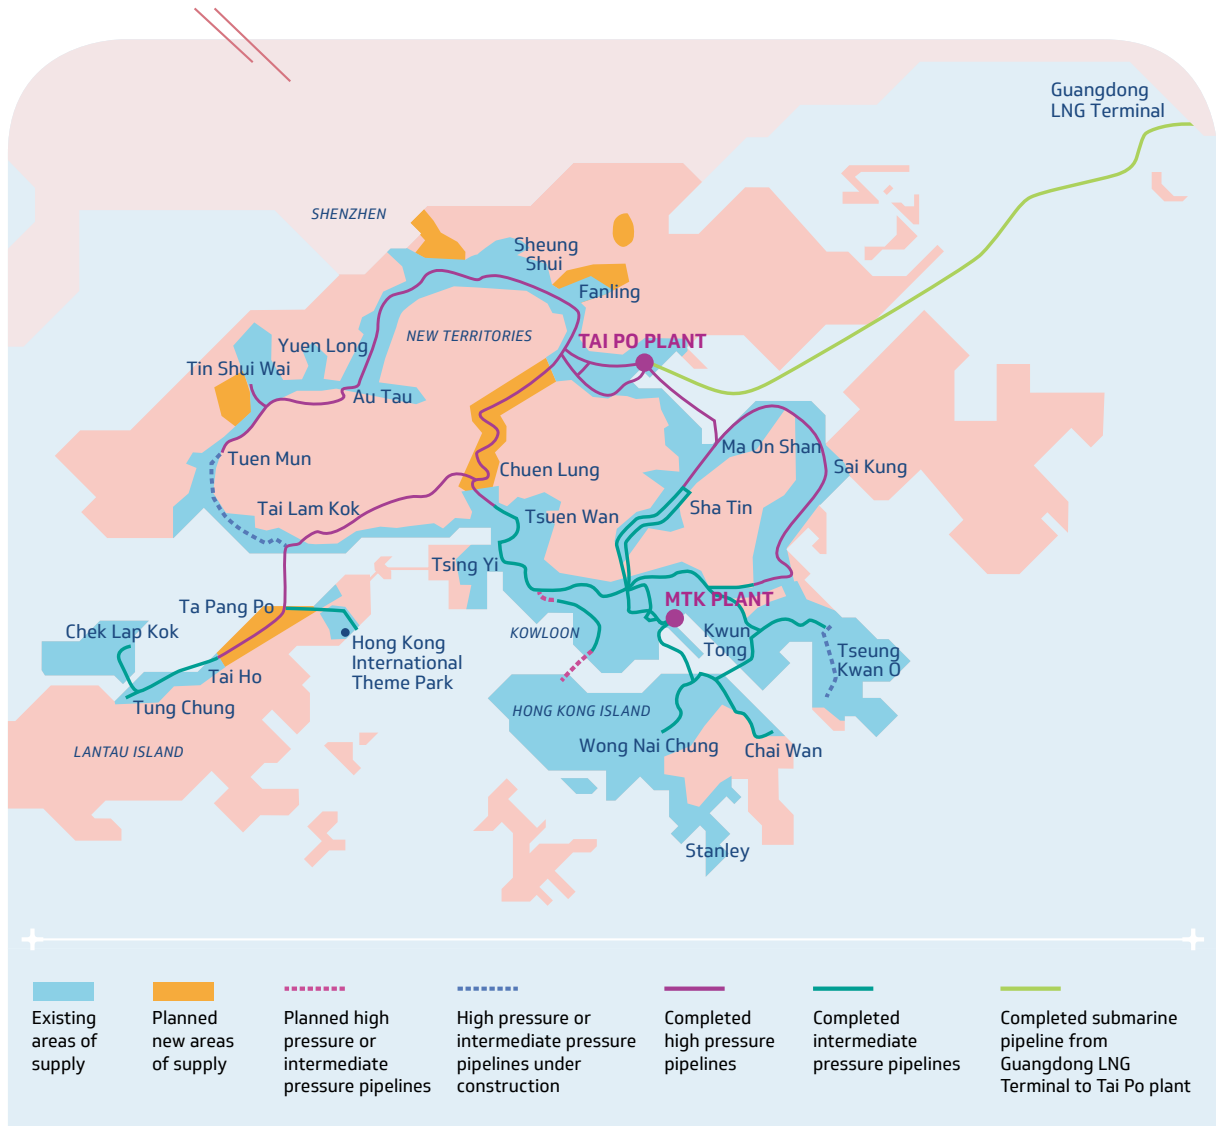 Guangdong
LNG Terminal
SHENZHEN
Sheung
Shui
Fanling
NEW TERRITORIES
TAI PO PLANT
Yuen Long
Tin Shui Wai
Au Tau
Ma On Shan
Sai Kung
Tuen Mun
Chuen Lung
Tai Lam Kok
Tsuen Wan
Sha Tin
Tsing Yi
MTK PLANT
Ta Pang Po
Chek Lap Kok
KOWLOON
Kwun
Tong
Hong Kong
International
Theme Park
Tseung
Kwan O
Tai Ho
Tung Chung
HONG KONG ISLAND
LANTAU ISLAND
Wong Nai Chung
Chai Wan
Stanley
Existing
areas of
supply
Planned
new areas
of supply
Planned high
pressure or
intermediate
pressure pipelines
High pressure or
intermediate pressure
pipelines under
construction
Completed
high pressure
pipelines
Completed
intermediate
pressure pipelines
Completed submarine
pipeline from
Guangdong LNG
Terminal to Tai Po plant